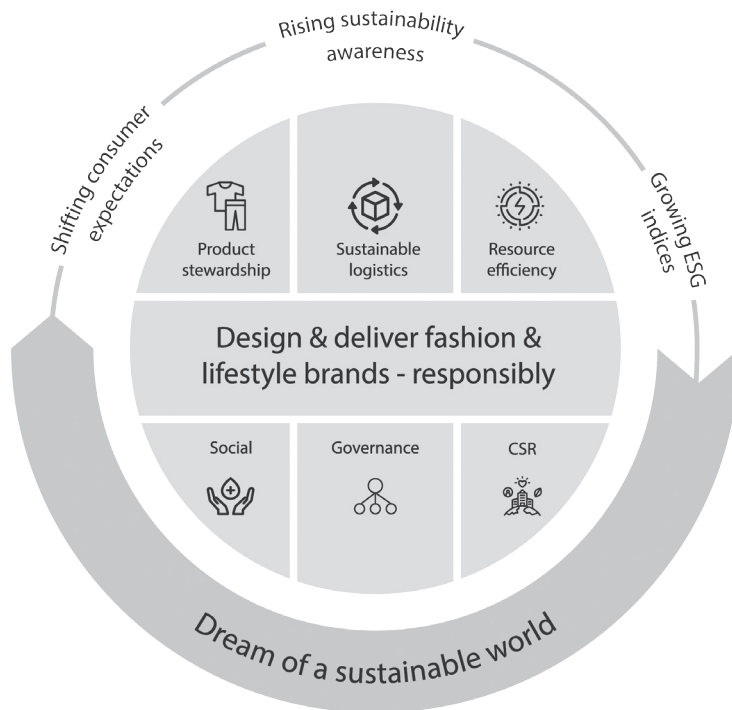 Rising sustainability
awareness
Shifting consumer
expectations
Growing ESG
indices
Product
stewardship
Sustainable
logistics
Resource
efficiency
Design & deliver fashion &
lifestyle brands - responsibly
Social
Governance
CSR
Dream of a sustainable world